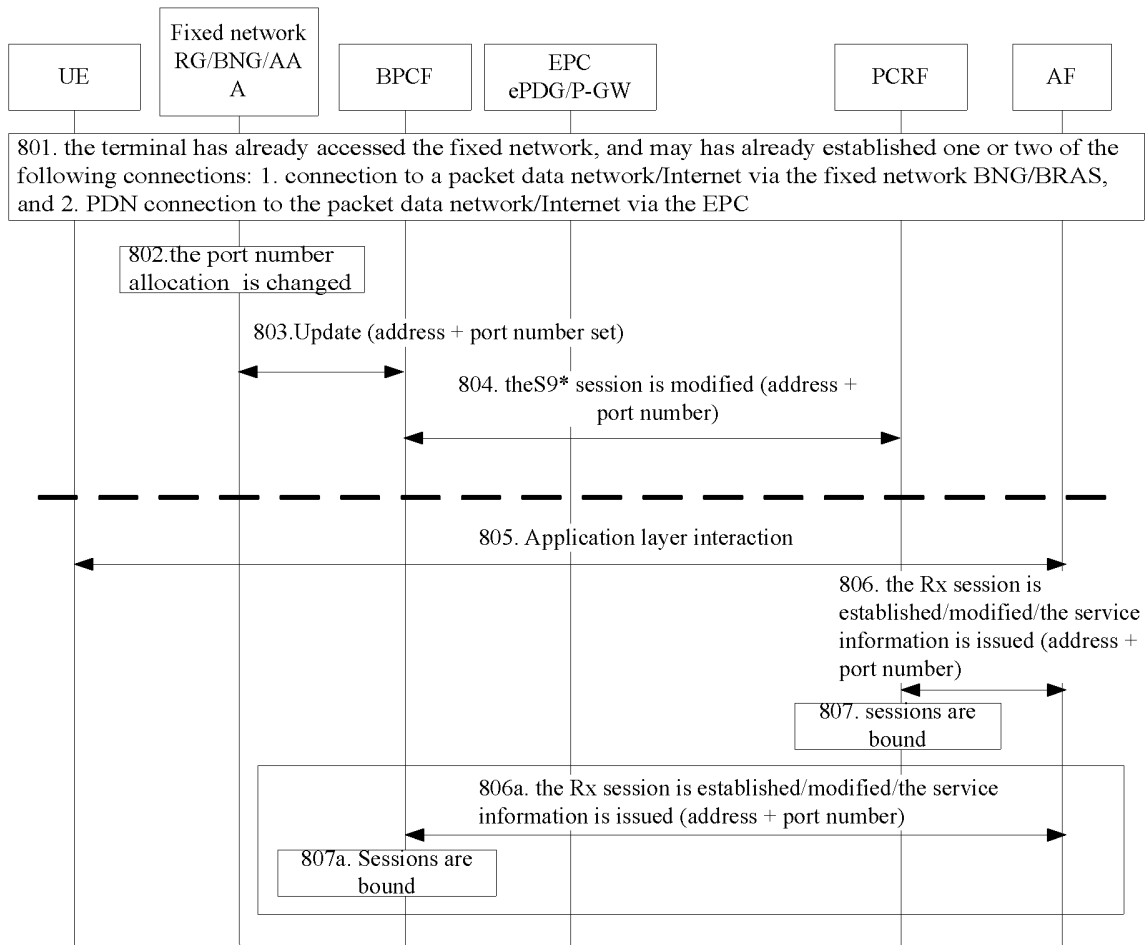 Fixed network
RG/BNG/AA
A
UE
BPCF
EPC
ePDG/P-GW
PCRF
AF
801. the terminal has already accessed the fixed network, and may has already established one or two of the
following connections: 1. connection to a packet data network/Internet via the fixed network BNG/BRAS,
and 2. PDN connection to the packet data network/Internet via the EPC
802.the port number
allocation is changed
803.Update (address + port number set)
804. theS9* session is modified (address +
port number)
805. Application layer interaction
806. the Rx session is
established/modified/the service
information is issued (address +
port number)
807. sessions are
bound
806a. the Rx session is established/modified/the service
information is issued (address + port number)
807a. Sessions are
bound